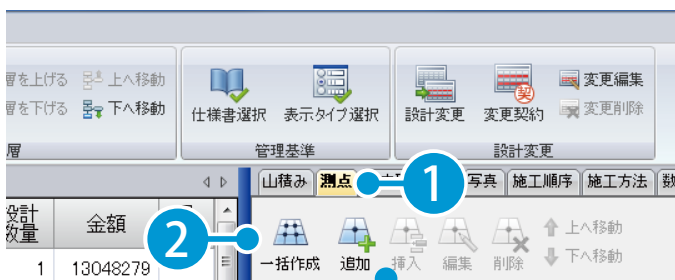 層を上げる 上へ移動
層を下げる 下へ移動
層
仕様書選択 表示タイプ選択
管理基準
設計変更 変更契約 変更編集
変更削除
設計変更
山積み 測点 写真 施工順序 施工方法 数
1
設計
数量 金額
2
1 13048279
一括作成 追加 挿入 編集 削除 上へ移動
下へ移動